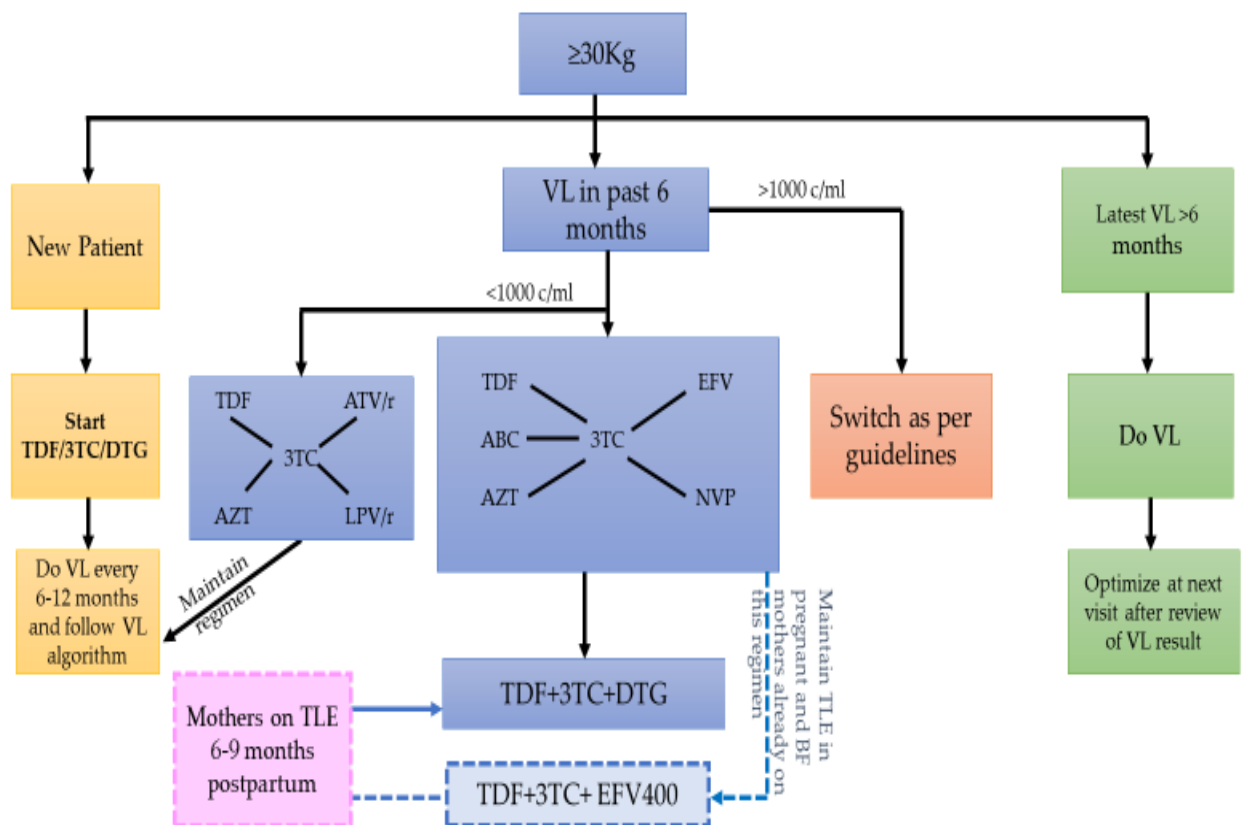 ≥30Kg
New Patient
VL in past 6
months
>1000 c/ml
Latest VL >6
months
<1000 c/ml
Start
TDF/3TC/DTG
TDF
ATV/r
3TC
AZT
LPV/r
TDF
EFV
ABC
3TC
AZT
NVP
Switch as per
guidelines
Do VL
Do VL every
6-12 months
and follow VL
algorithm
Maintain
regimen
Maintain TLE in
pregnant and BF
mothers already on
this regimen
Optimize at next
visit after review
of VL result
TDF+3TC+DTG
Mothers on TLE
6-9 months
postpartum
TDF+3TC+ EFV400